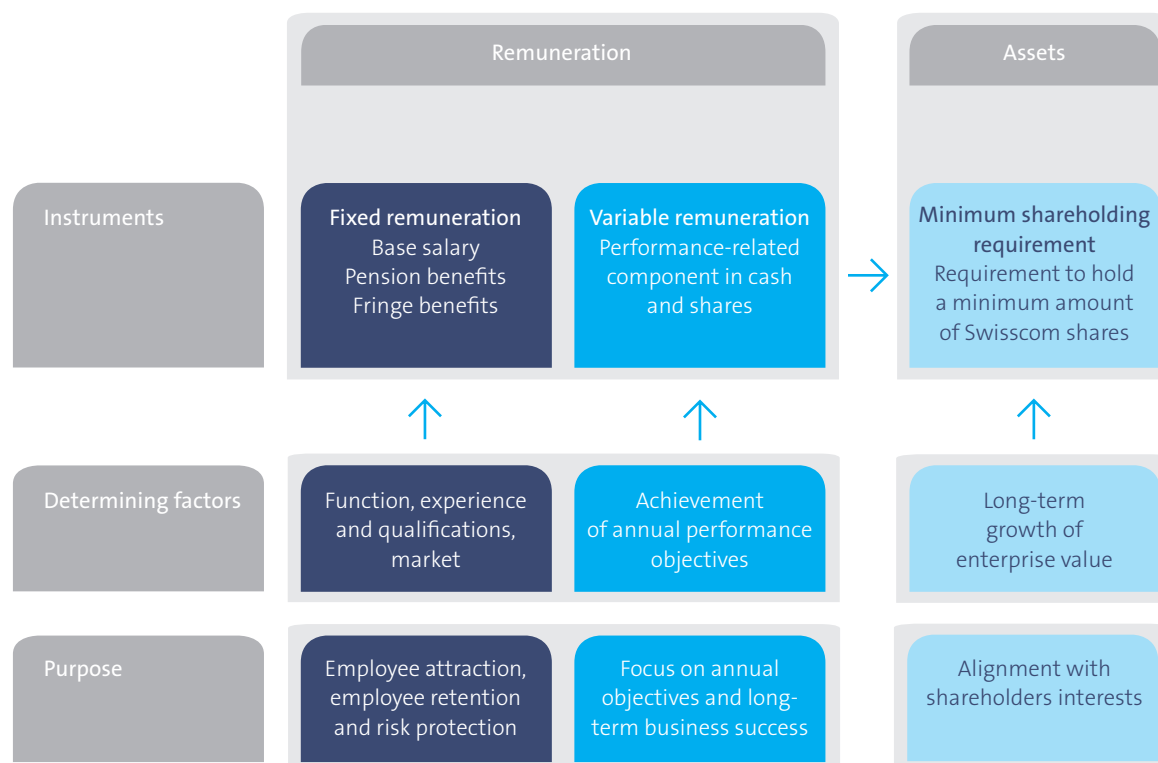 Remuneration
Assets
Instruments
Fixed remuneration
Base salary
Pension benefits
Fringe benefits
Variable remuneration
Performance-related
component in cash
and shares
Minimum shareholding
requirement
Requirement to hold
a minimum amount
of Swisscom shares
Determining factors
Function, experience
and qualifications,
market
Achievement
of annual performance
objectives
Long-term
growth of
enterprise value
Purpose
Employee attraction,
employee retention
and risk protection
Focus on annual
objectives and long-
term business success
Alignment with
shareholders interests